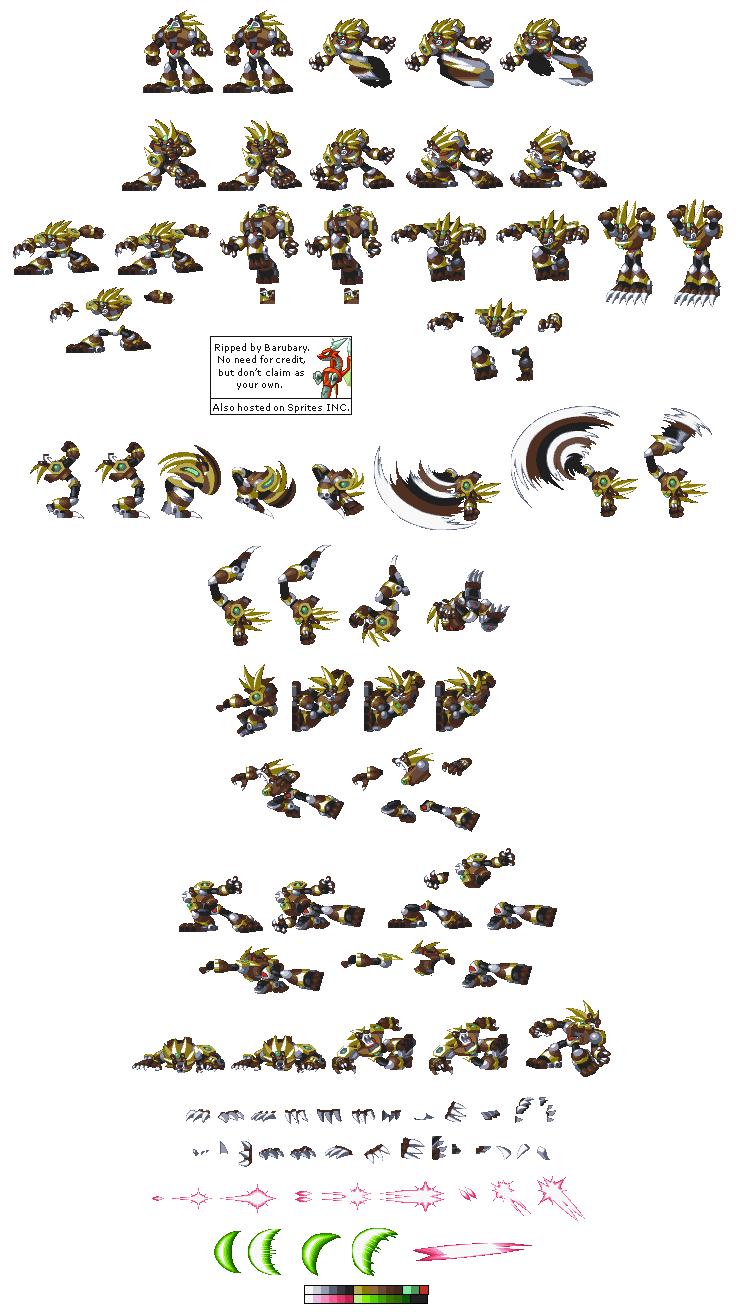 Ripped by Barubary.
No need for credit,
but don't claim as
your own.
Also hosted on Sprites INC.